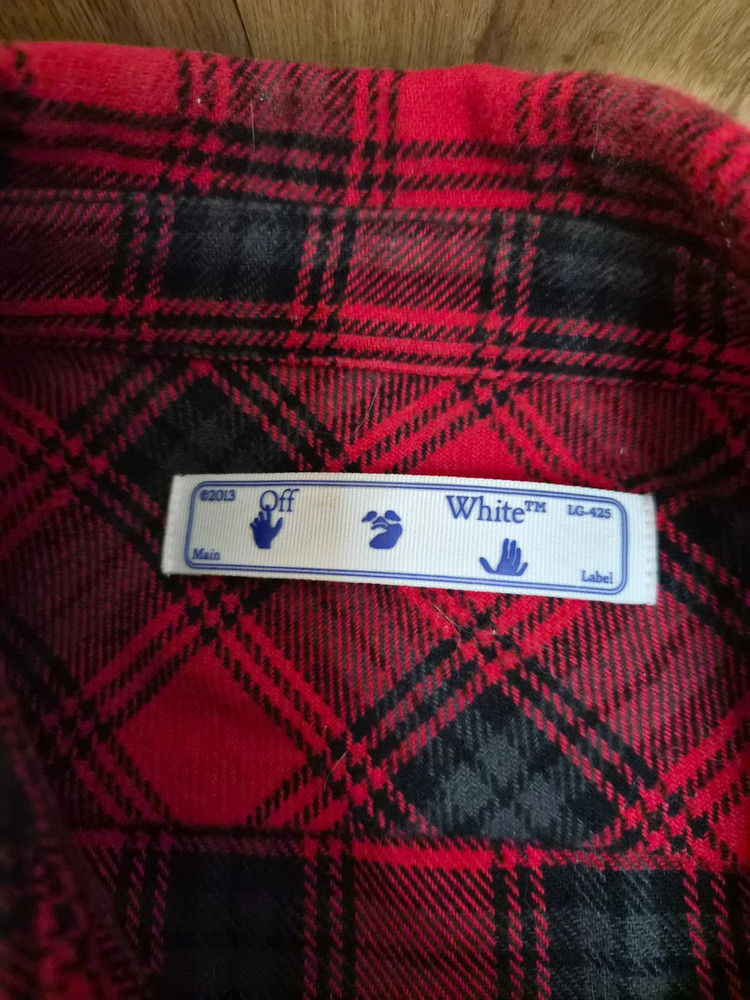 ©2013 Off White™ LG-425
Main Label